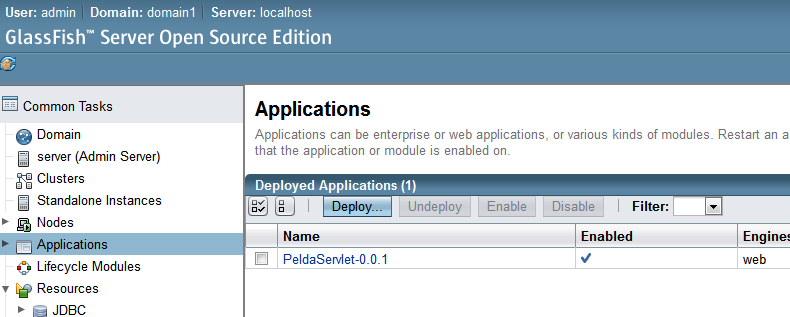 User: admin Domain: domain1 Server: localhost
GlassFish™ Server Open Source Edition
Common Tasks
Domain
server (Admin Server)
Clusters
Standalone Instances
Nodes
Applications
Lifecycle Modules
Resources
JDBC
Applications
Applications can be enterprise or web applications, or various kinds of modules. Restart an a
that the application or module is enabled on.
Deployed Applications (1)
Deploy... Undeploy Enable Disable Filter:
Name Enabled Engines
PeldaServlet-0.0.1 web